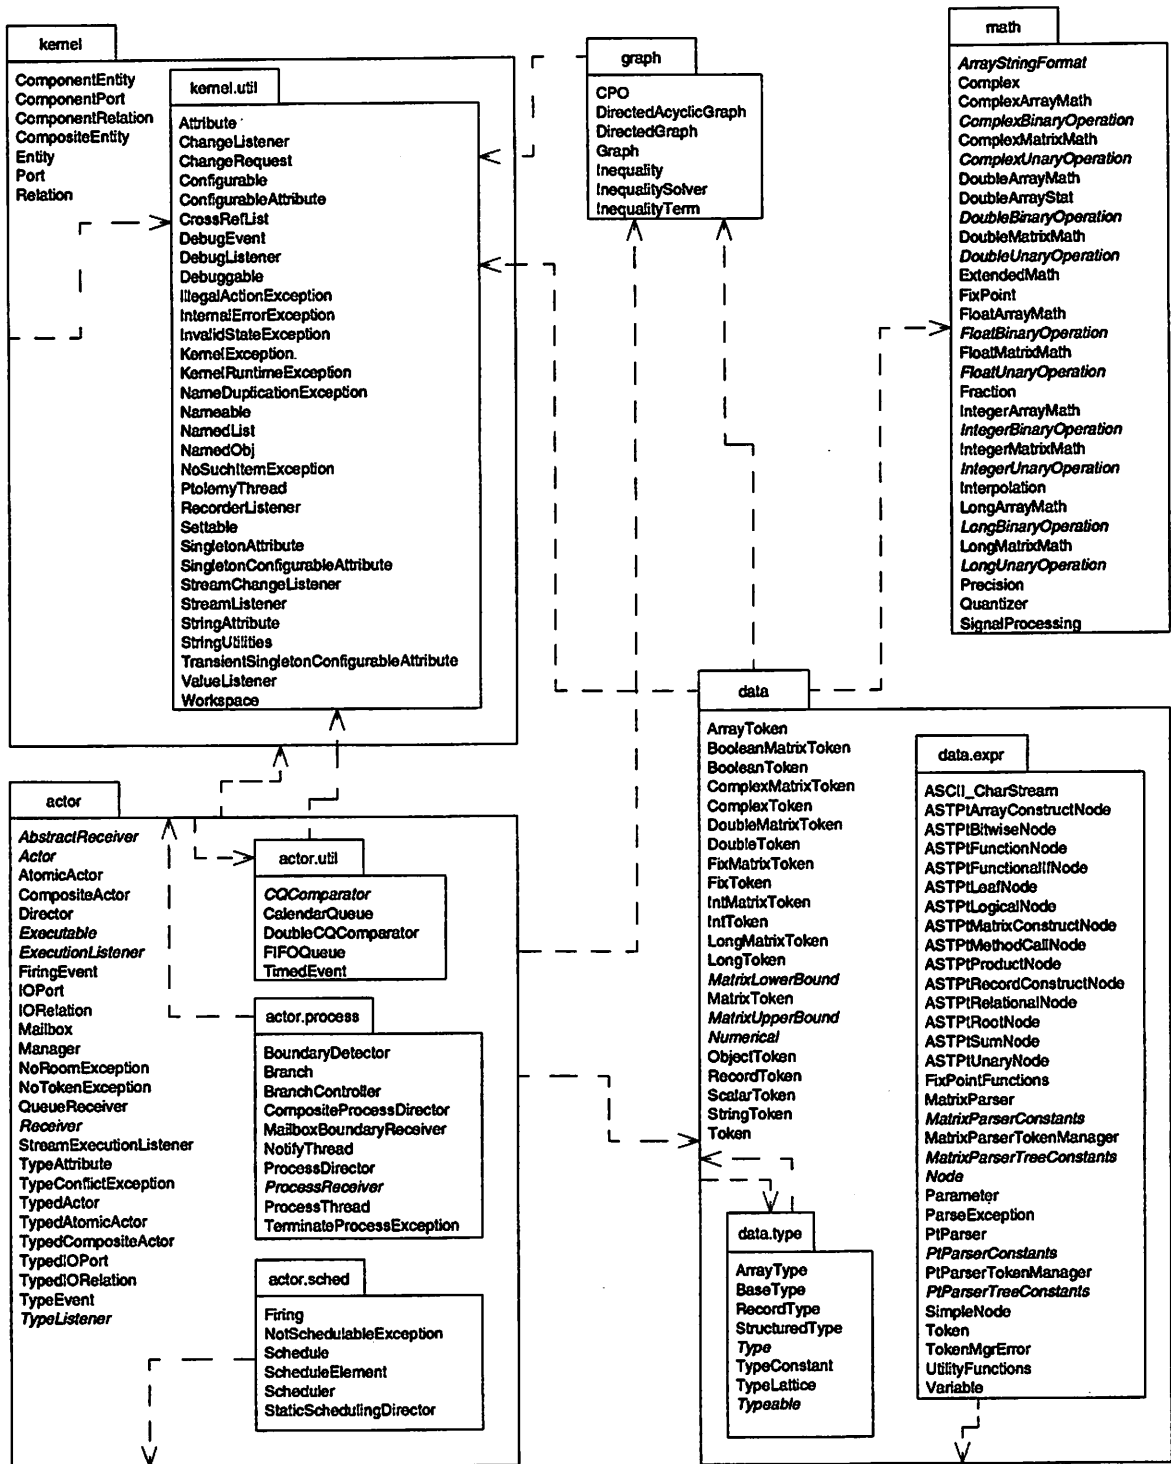 kernel
ComponentEntity
ComponentPort
ComponentRelation
CompositeEntity
Entity
Port
Relation
kernel.util
Attribute
ChangeListener
ChangeRequest
Configurable
ConfigurableAttribute
CrossRefList
DebugEvent
DebugListener
Debuggable
IllegalActionException
InternalErrorException
InvalidStateException
KernelException
KernelRuntimeException
NameDuplicationException
Nameable
NamedList
NamedObj
NoSuchItemException
PtolemyThread
RecorderListener
Settable
SingletonAttribute
SingletonConfigurableAttribute
StreamChangeListener
StreamListener
StringAttribute
StringUtilities
TransientSingletonConfigurableAttribute
ValueListener
Workspace
graph
CPO
DirectedAcyclicGraph
DirectedGraph
Graph
Inequality
InequalitySolver
InequalityTerm
math
ArrayStringFormat
Complex
ComplexArrayMath
ComplexBinaryOperation
ComplexMatrixMath
ComplexUnaryOperation
DoubleArrayMath
DoubleArrayStat
DoubleBinaryOperation
DoubleMatrixMath
DoubleUnaryOperation
ExtendedMath
FixPoint
FloatArrayMath
FloatBinaryOperation
FloatMatrixMath
FloatUnaryOperation
Fraction
IntegerArrayMath
IntegerBinaryOperation
IntegerMatrixMath
IntegerUnaryOperation
Interpolation
LongArrayMath
LongBinaryOperation
LongMatrixMath
LongUnaryOperation
Precision
Quantizer
SignalProcessing
actor
AbstractReceiver
Actor
AtomicActor
CompositeActor
Director
Executable
ExecutionListener
FiringEvent
IOPort
IORelation
Mailbox
Manager
NoRoomException
NoTokenException
QueueReceiver
Receiver
StreamExecutionListener
TypeAttribute
TypeConflictException
TypedActor
TypedAtomicActor
TypedCompositeActor
TypedIOPort
TypedIORelation
TypeEvent
TypeListener
actor.util
CQComparator
CalendarQueue
DoubleCQComparator
FIFOQueue
TimedEvent
actor.process
BoundaryDetector
Branch
BranchController
CompositeProcessDirector
MailboxBoundaryReceiver
NotifyThread
ProcessDirector
ProcessReceiver
ProcessThread
TerminateProcessException
actor.sched
Firing
NotSchedulableException
Schedule
ScheduleElement
Scheduler
StaticSchedulingDirector
data
ArrayToken
BooleanMatrixToken
BooleanToken
ComplexMatrixToken
ComplexToken
DoubleMatrixToken
DoubleToken
FixMatrixToken
FixToken
IntMatrixToken
IntToken
LongMatrixToken
LongToken
MatrixLowerBound
MatrixToken
MatrixUpperBound
Numerical
ObjectToken
RecordToken
ScalarToken
StringToken
Token
data.type
ArrayType
BaseType
RecordType
StructuredType
Type
TypeConstant
TypeLattice
Typeable
data.expr
ASCII_CharStream
ASTPtArrayConstructNode
ASTPtBitwiseNode
ASTPtFunctionNode
ASTPtFunctionalIfNode
ASTPtLeafNode
ASTPtLogicalNode
ASTPtMatrixConstructNode
ASTPtMethodCallNode
ASTPtProductNode
ASTPtRecordConstructNode
ASTPtRelationalNode
ASTPtRootNode
ASTPtSumNode
ASTPtUnaryNode
FixPointFunctions
MatrixParser
MatrixParserConstants
MatrixParserTokenManager
MatrixParserTreeConstants
Node
Parameter
ParseException
PtParser
PtParserConstants
PtParserTokenManager
PtParserTreeConstants
SimpleNode
Token
TokenMgrError
UtilityFunctions
Variable